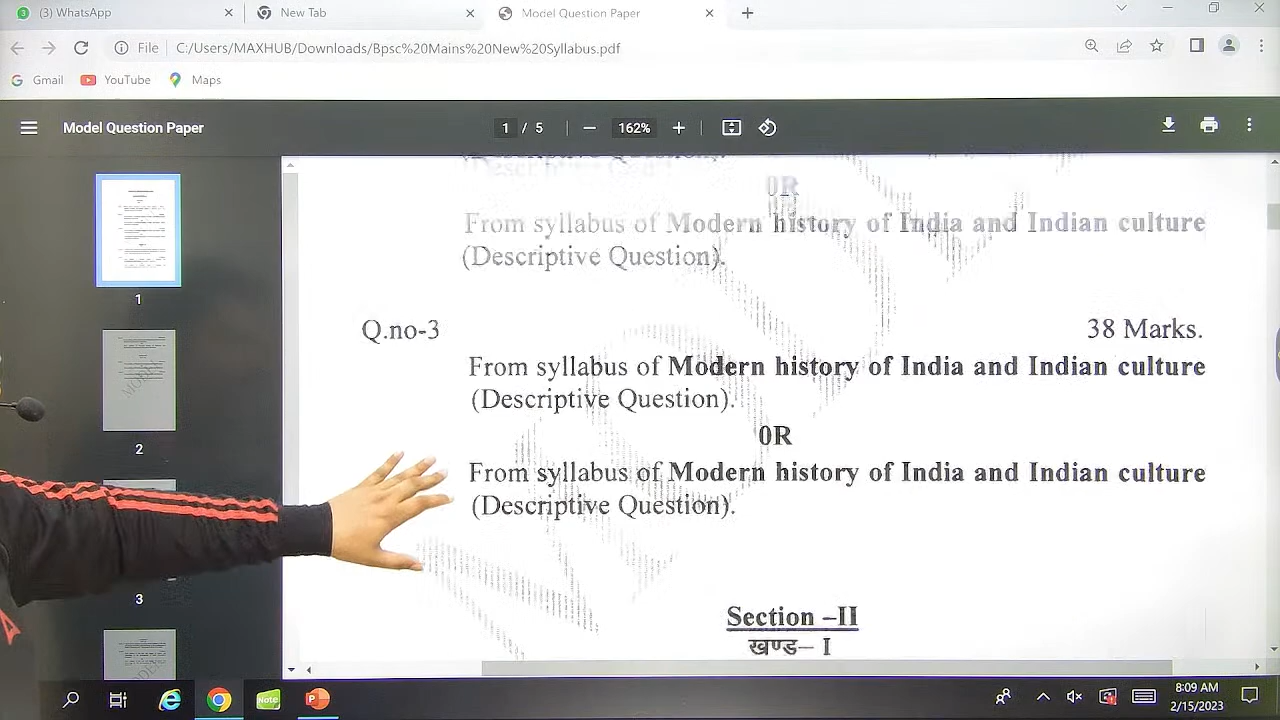 (3) WhatsApp
New Tab
Model Question Paper
File
C:/Users/MAXHUB/Downloads/Bpsc%20Mains%20New%20Syllabus.pdf
Gmail
YouTube
Maps
Model Question Paper
1 / 5
162%
(Descriptive Question).
0R
From syllabus of Modern history of India and Indian culture
(Descriptive Question).
Q.no-3
38 Marks.
From syllabus of Modern history of India and Indian culture
(Descriptive Question).
0R
From syllabus of Modern history of India and Indian culture
(Descriptive Question).
Section –II
खण्ड– I
1
2
3
Note
8:09 AM
2/15/2023